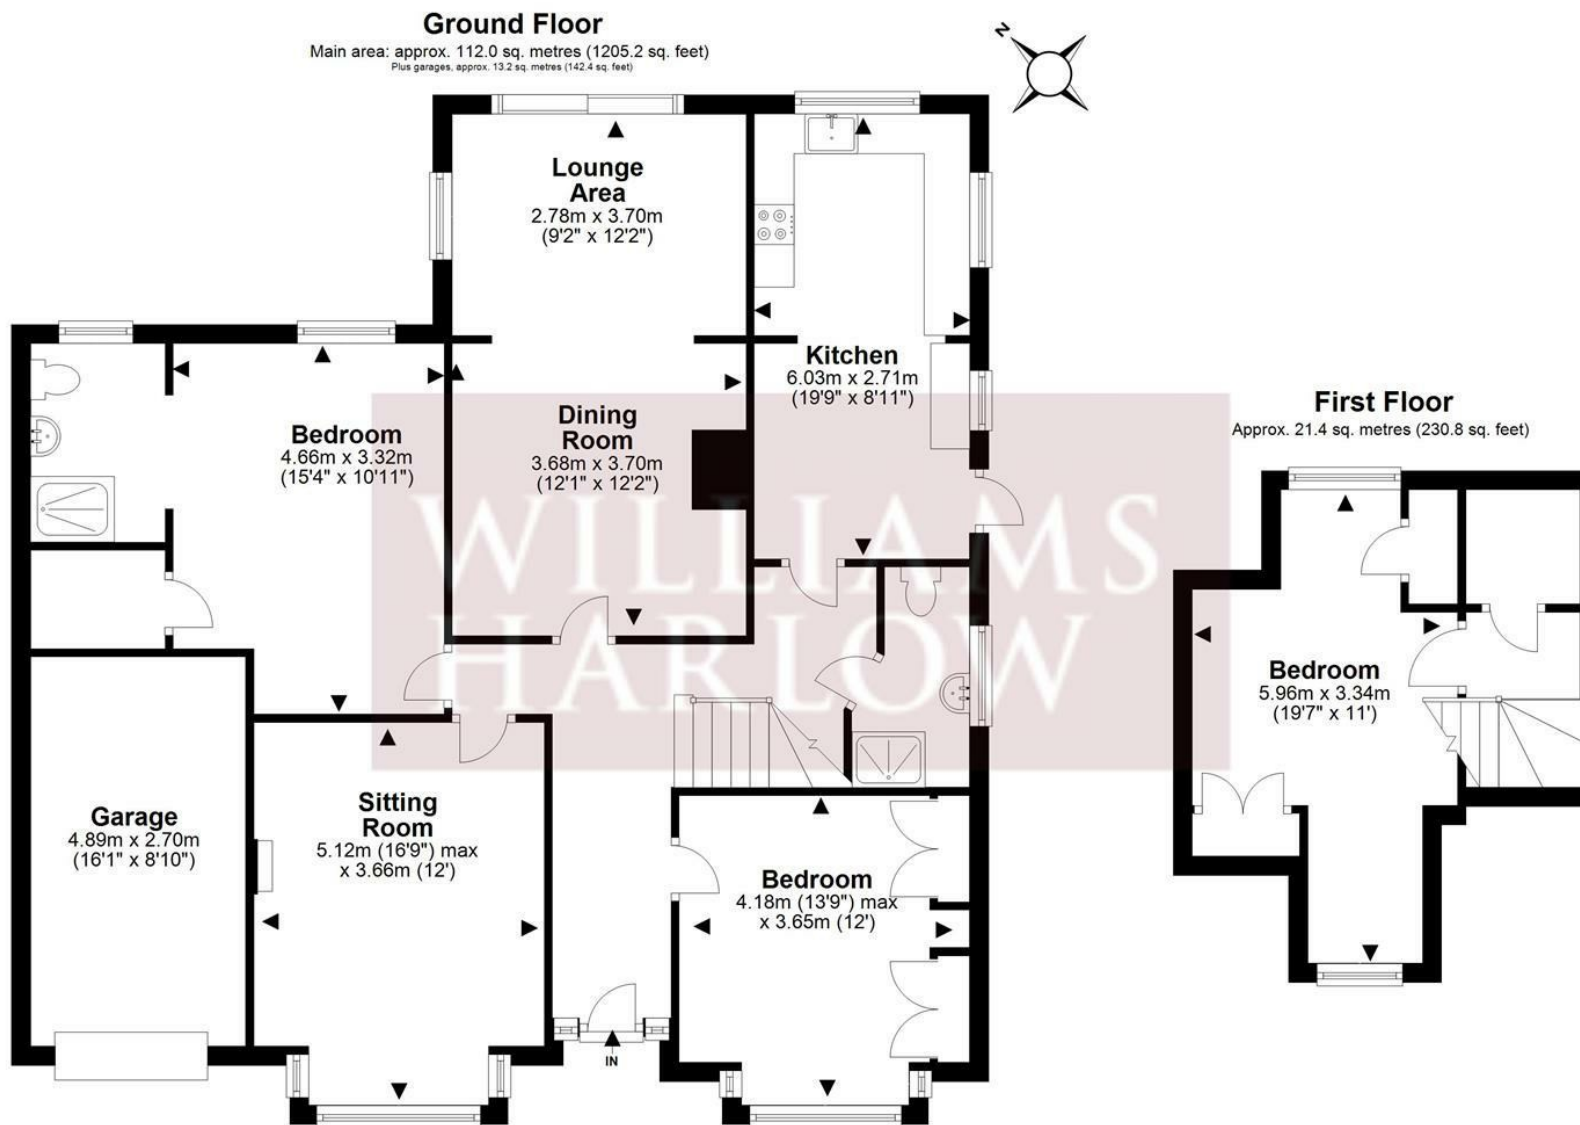 Ground Floor
Main area: approx. 112.0 sq. metres (1205.2 sq. feet)
Plus garages, approx. 13.2 sq. metres (142.4 sq. feet)
N
Lounge
Area
2.78m x 3.70m
(9'2" x 12'2")
Kitchen
6.03m x 2.71m
(19'9" x 8'11")
Bedroom
4.66m x 3.32m
(15'4" x 10'11")
Dining
Room
3.68m x 3.70m
(12'1" x 12'2")
First Floor
Approx. 21.4 sq. metres (230.8 sq. feet)
WILLIAMS
HARLOW
Bedroom
5.96m x 3.34m
(19'7" x 11')
Garage
4.89m x 2.70m
(16'1" x 8'10")
Sitting
Room
5.12m (16'9") max
x 3.66m (12')
Bedroom
4.18m (13'9") max
x 3.65m (12')
IN